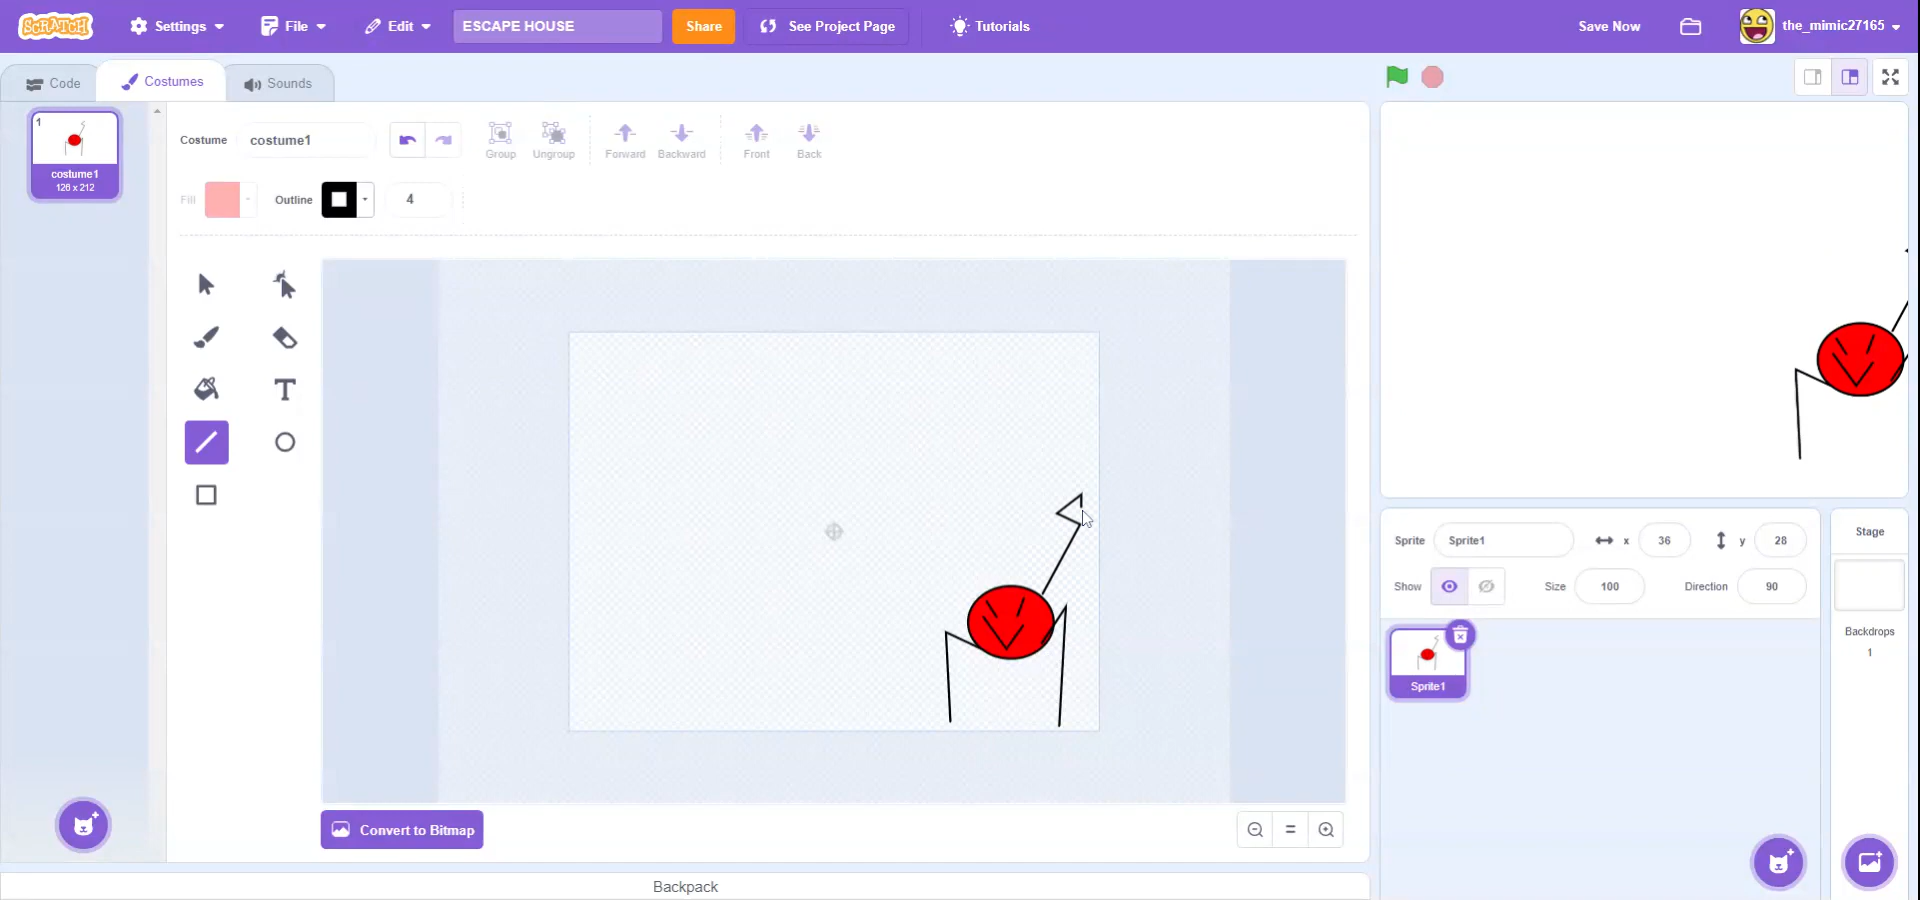 SCRATCH
Settings
File
Edit
ESCAPE HOUSE
Share
See Project Page
Tutorials
Save Now
the_mimic27165
Code
Costumes
Sounds
1
costume1
126 x 212
Costume
costume1
Group
Ungroup
Forward
Backward
Front
Back
Fill
Outline
4
T
Convert to Bitmap
=
Backpack
Sprite
Sprite1
x
36
y
28
Show
Size
100
Direction
90
Sprite1
Stage
Backdrops
1